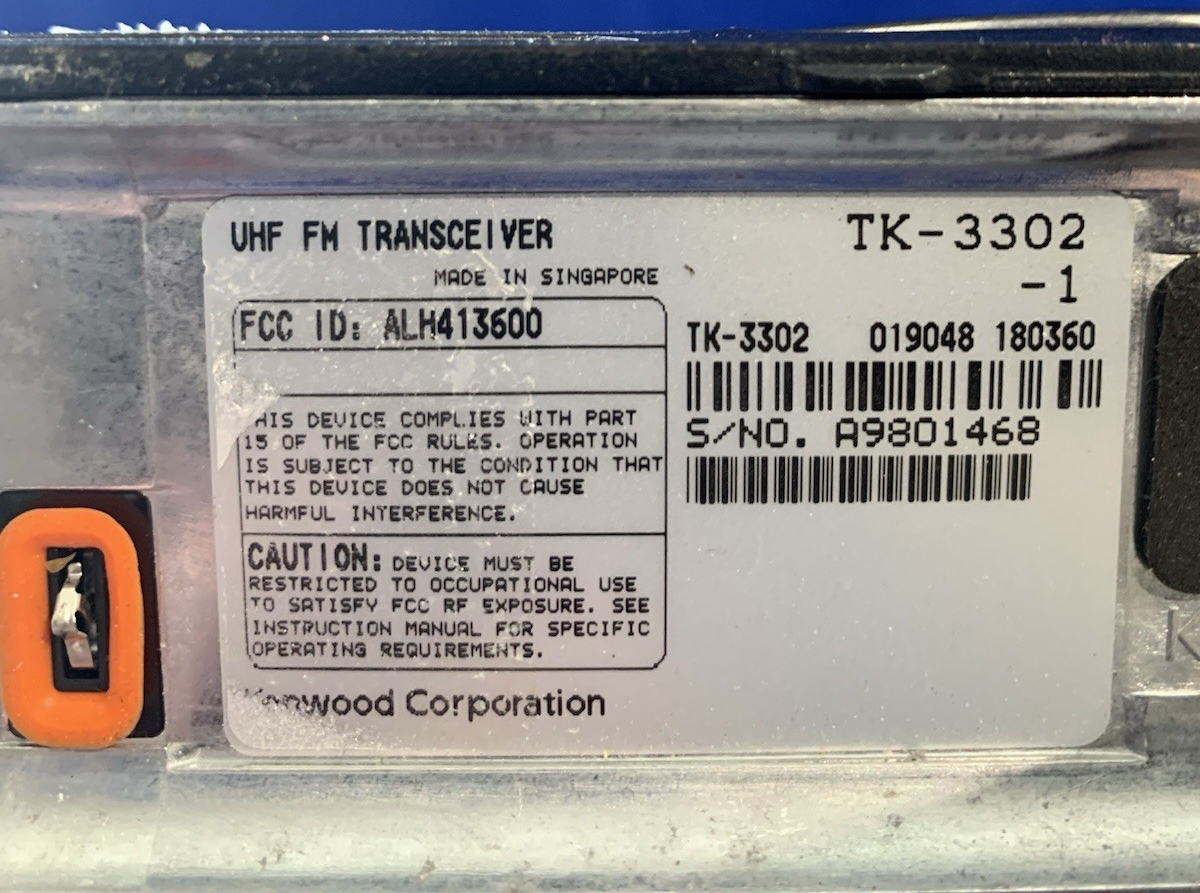 UHF FM TRANSCEIVER
MADE IN SINGAPORE
FCC ID: ALH413600
HIS DEVICE COMPLIES WITH PART
15 OF THE FCC RULES. OPERATION
IS SUBJECT TO THE CONDITION THAT
THIS DEVICE DOES NOT CAUSE
HARMFUL INTERFERENCE.
CAUTION: DEVICE MUST BE
RESTRICTED TO OCCUPATIONAL USE
TO SATISFY FCC RF EXPOSURE. SEE
INSTRUCTION MANUAL FOR SPECIFIC
OPERATING REQUIREMENTS.
Kenwood Corporation
TK-3302
-1
TK-3302 019048 180360
S/NO. A9801468
K